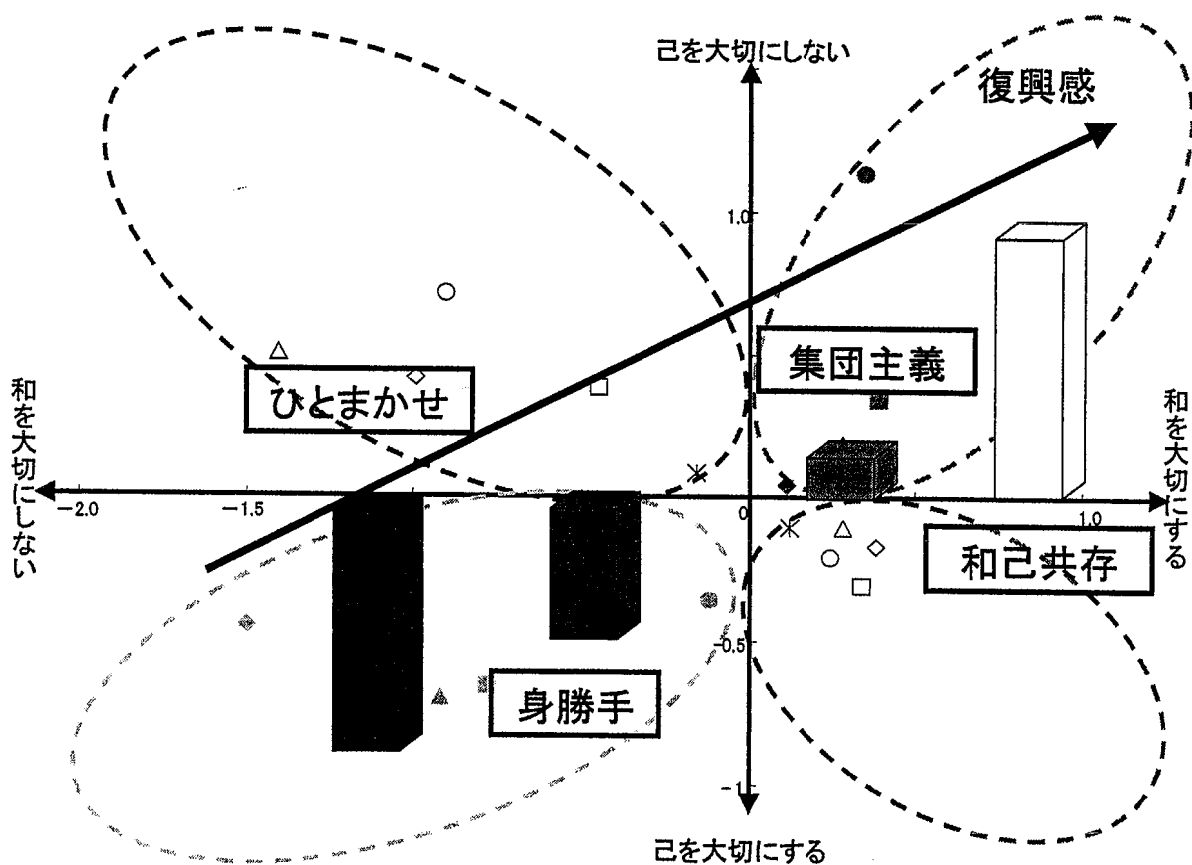 己を大切にしない
復興感
1.0
集団主義
ひとまかせ
和を大切にしない
和を大切にする
-2.0
-1.5
0
1.0
和己共存
-0.5
身勝手
-1
己を大切にする